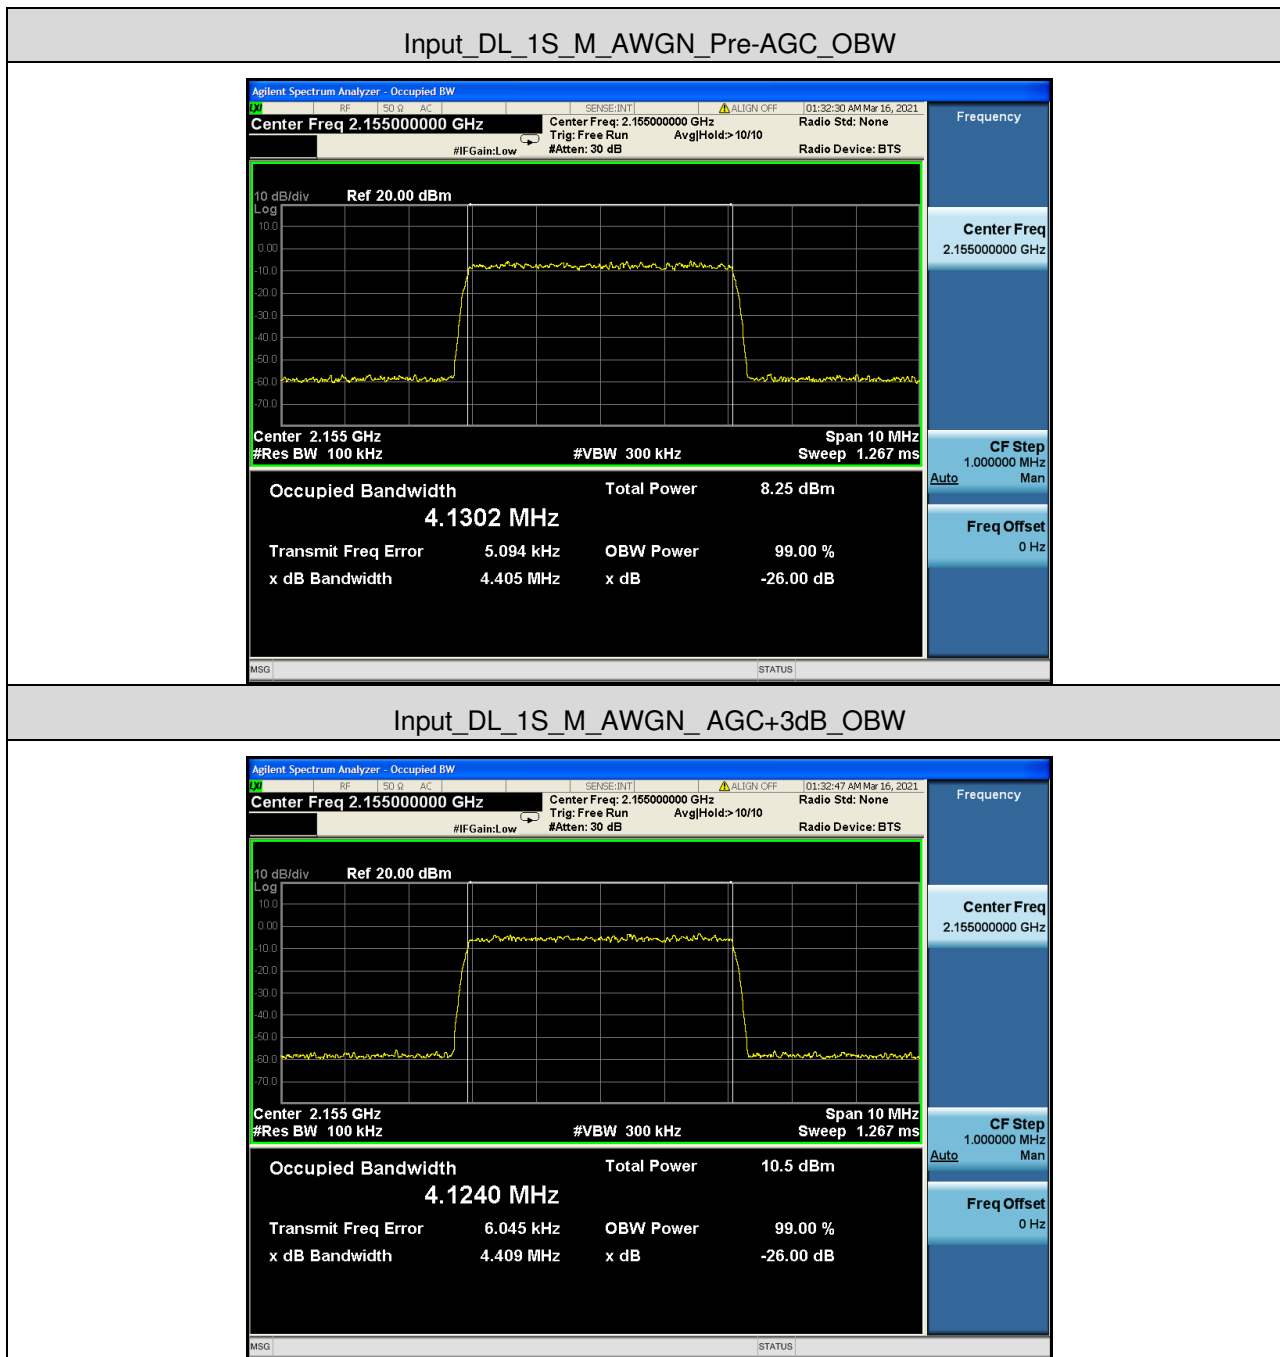 Input_DL_1S_M_AWGN_Pre-AGC_OBW
Agilent Spectrum Analyzer - Occupied BW
LXI RF 50 Ω AC SENSE:INT ALIGN OFF 01:32:30 AM Mar 16, 2021
Center Freq 2.155000000 GHz
Center Freq: 2.155000000 GHz
Radio Std: None
Trig: Free Run Avg|Hold:>10/10
#IFGain:Low #Atten: 30 dB Radio Device: BTS
10 dB/div Ref 20.00 dBm
Log
10.0
0.00
-10.0
-20.0
-30.0
-40.0
-50.0
-60.0
-70.0
Center 2.155 GHz Span 10 MHz
#Res BW 100 kHz #VBW 300 kHz Sweep 1.267 ms
Occupied Bandwidth Total Power 8.25 dBm
4.1302 MHz
Transmit Freq Error 5.094 kHz OBW Power 99.00 %
x dB Bandwidth 4.405 MHz x dB -26.00 dB
MSG STATUS
Frequency
Center Freq
2.155000000 GHz
CF Step
1.000000 MHz
Auto Man
Freq Offset
0 Hz
Input_DL_1S_M_AWGN_ AGC+3dB_OBW
Agilent Spectrum Analyzer - Occupied BW
LXI RF 50 Ω AC SENSE:INT ALIGN OFF 01:32:47 AM Mar 16, 2021
Center Freq 2.155000000 GHz
Center Freq: 2.155000000 GHz
Radio Std: None
Trig: Free Run Avg|Hold:>10/10
#IFGain:Low #Atten: 30 dB Radio Device: BTS
10 dB/div Ref 20.00 dBm
Log
10.0
0.00
-10.0
-20.0
-30.0
-40.0
-50.0
-60.0
-70.0
Center 2.155 GHz Span 10 MHz
#Res BW 100 kHz #VBW 300 kHz Sweep 1.267 ms
Occupied Bandwidth Total Power 10.5 dBm
4.1240 MHz
Transmit Freq Error 6.045 kHz OBW Power 99.00 %
x dB Bandwidth 4.409 MHz x dB -26.00 dB
MSG STATUS
Frequency
Center Freq
2.155000000 GHz
CF Step
1.000000 MHz
Auto Man
Freq Offset
0 Hz